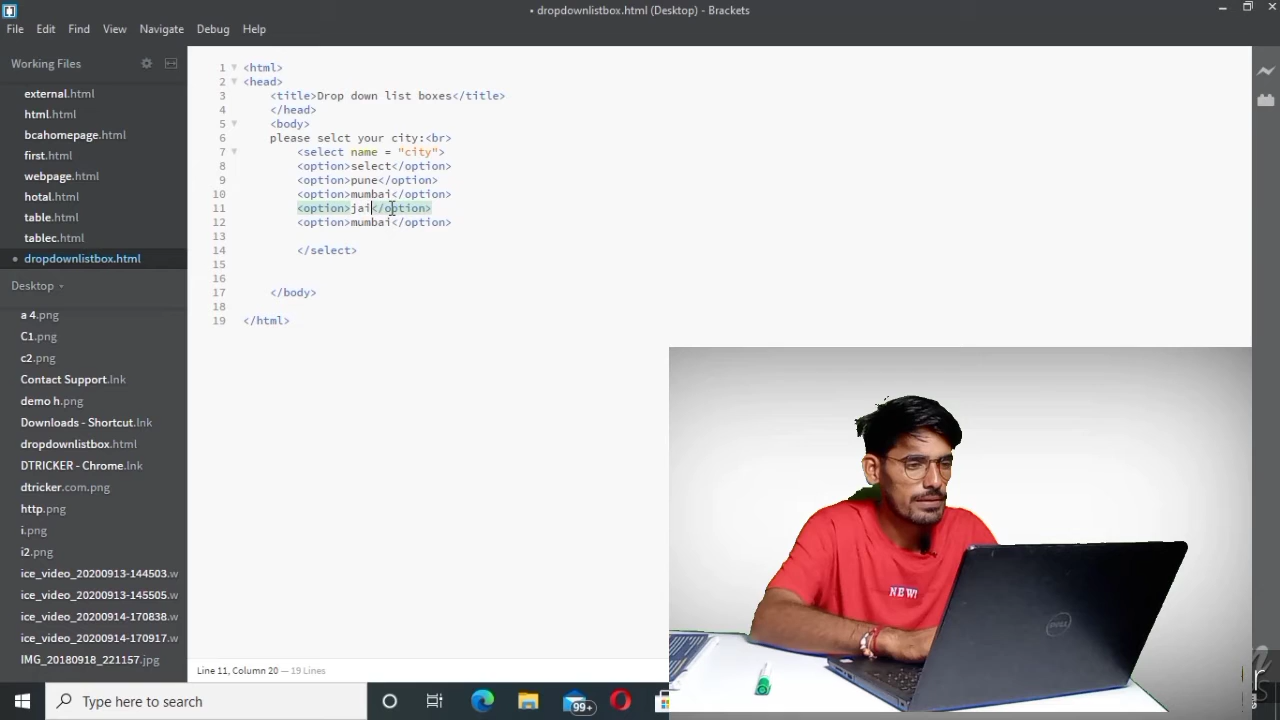 • dropdownlistbox.html (Desktop) - Brackets
File Edit Find View Navigate Debug Help
Working Files
external.html
html.html
bcahomepage.html
first.html
webpage.html
hotal.html
table.html
tablec.html
dropdownlistbox.html
Desktop
a 4.png
C1.png
c2.png
Contact Support.lnk
demo h.png
Downloads - Shortcut.lnk
dropdownlistbox.html
DTRICKER - Chrome.lnk
dtricker.com.png
http.png
i.png
i2.png
ice_video_20200913-144503.w
ice_video_20200913-145505.w
ice_video_20200914-170838.w
ice_video_20200914-170917.w
IMG_20180918_221157.jpg
1 <html>
2 <head>
3 <title>Drop down list boxes</title>
4 </head>
5 <body>
6 please selct your city:<br>
7 <select name = "city">
8 <option>select</option>
9 <option>pune</option>
10 <option>mumbai</option>
11 <option>jai</option>
12 <option>mumbai</option>
13
14 </select>
15
16
17 </body>
18
19 </html>
Line 11, Column 20 — 19 Lines
NEW!
DELL
Type here to search
99+